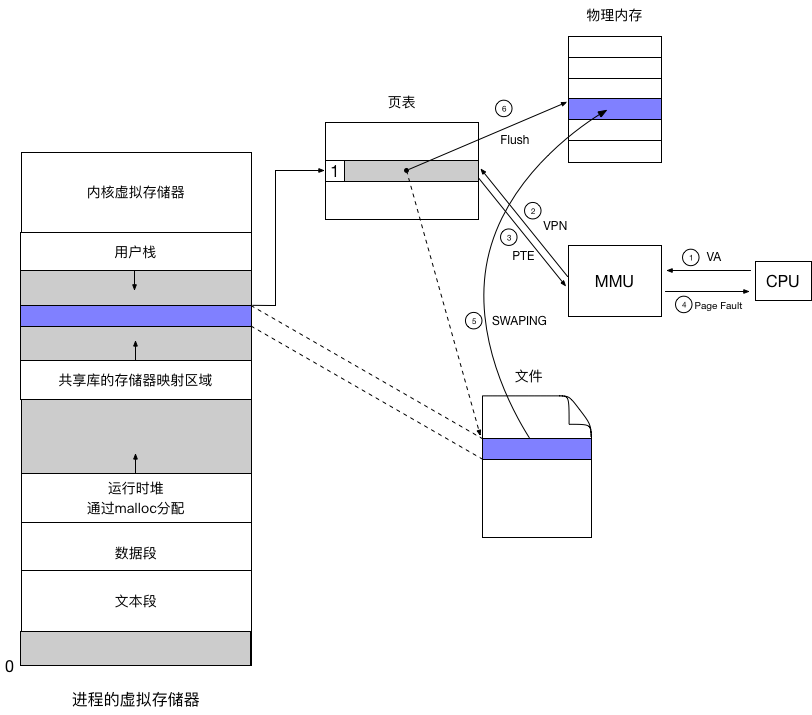 物理内存
页表
⑥
Flush
1
内核虚拟存储器
用户栈
② VPN
③ PTE
① VA
MMU
CPU
④ Page Fault
⑤ SWAPING
文件
共享库的存储器映射区域
运行时堆
通过malloc分配
数据段
文本段
0
进程的虚拟存储器